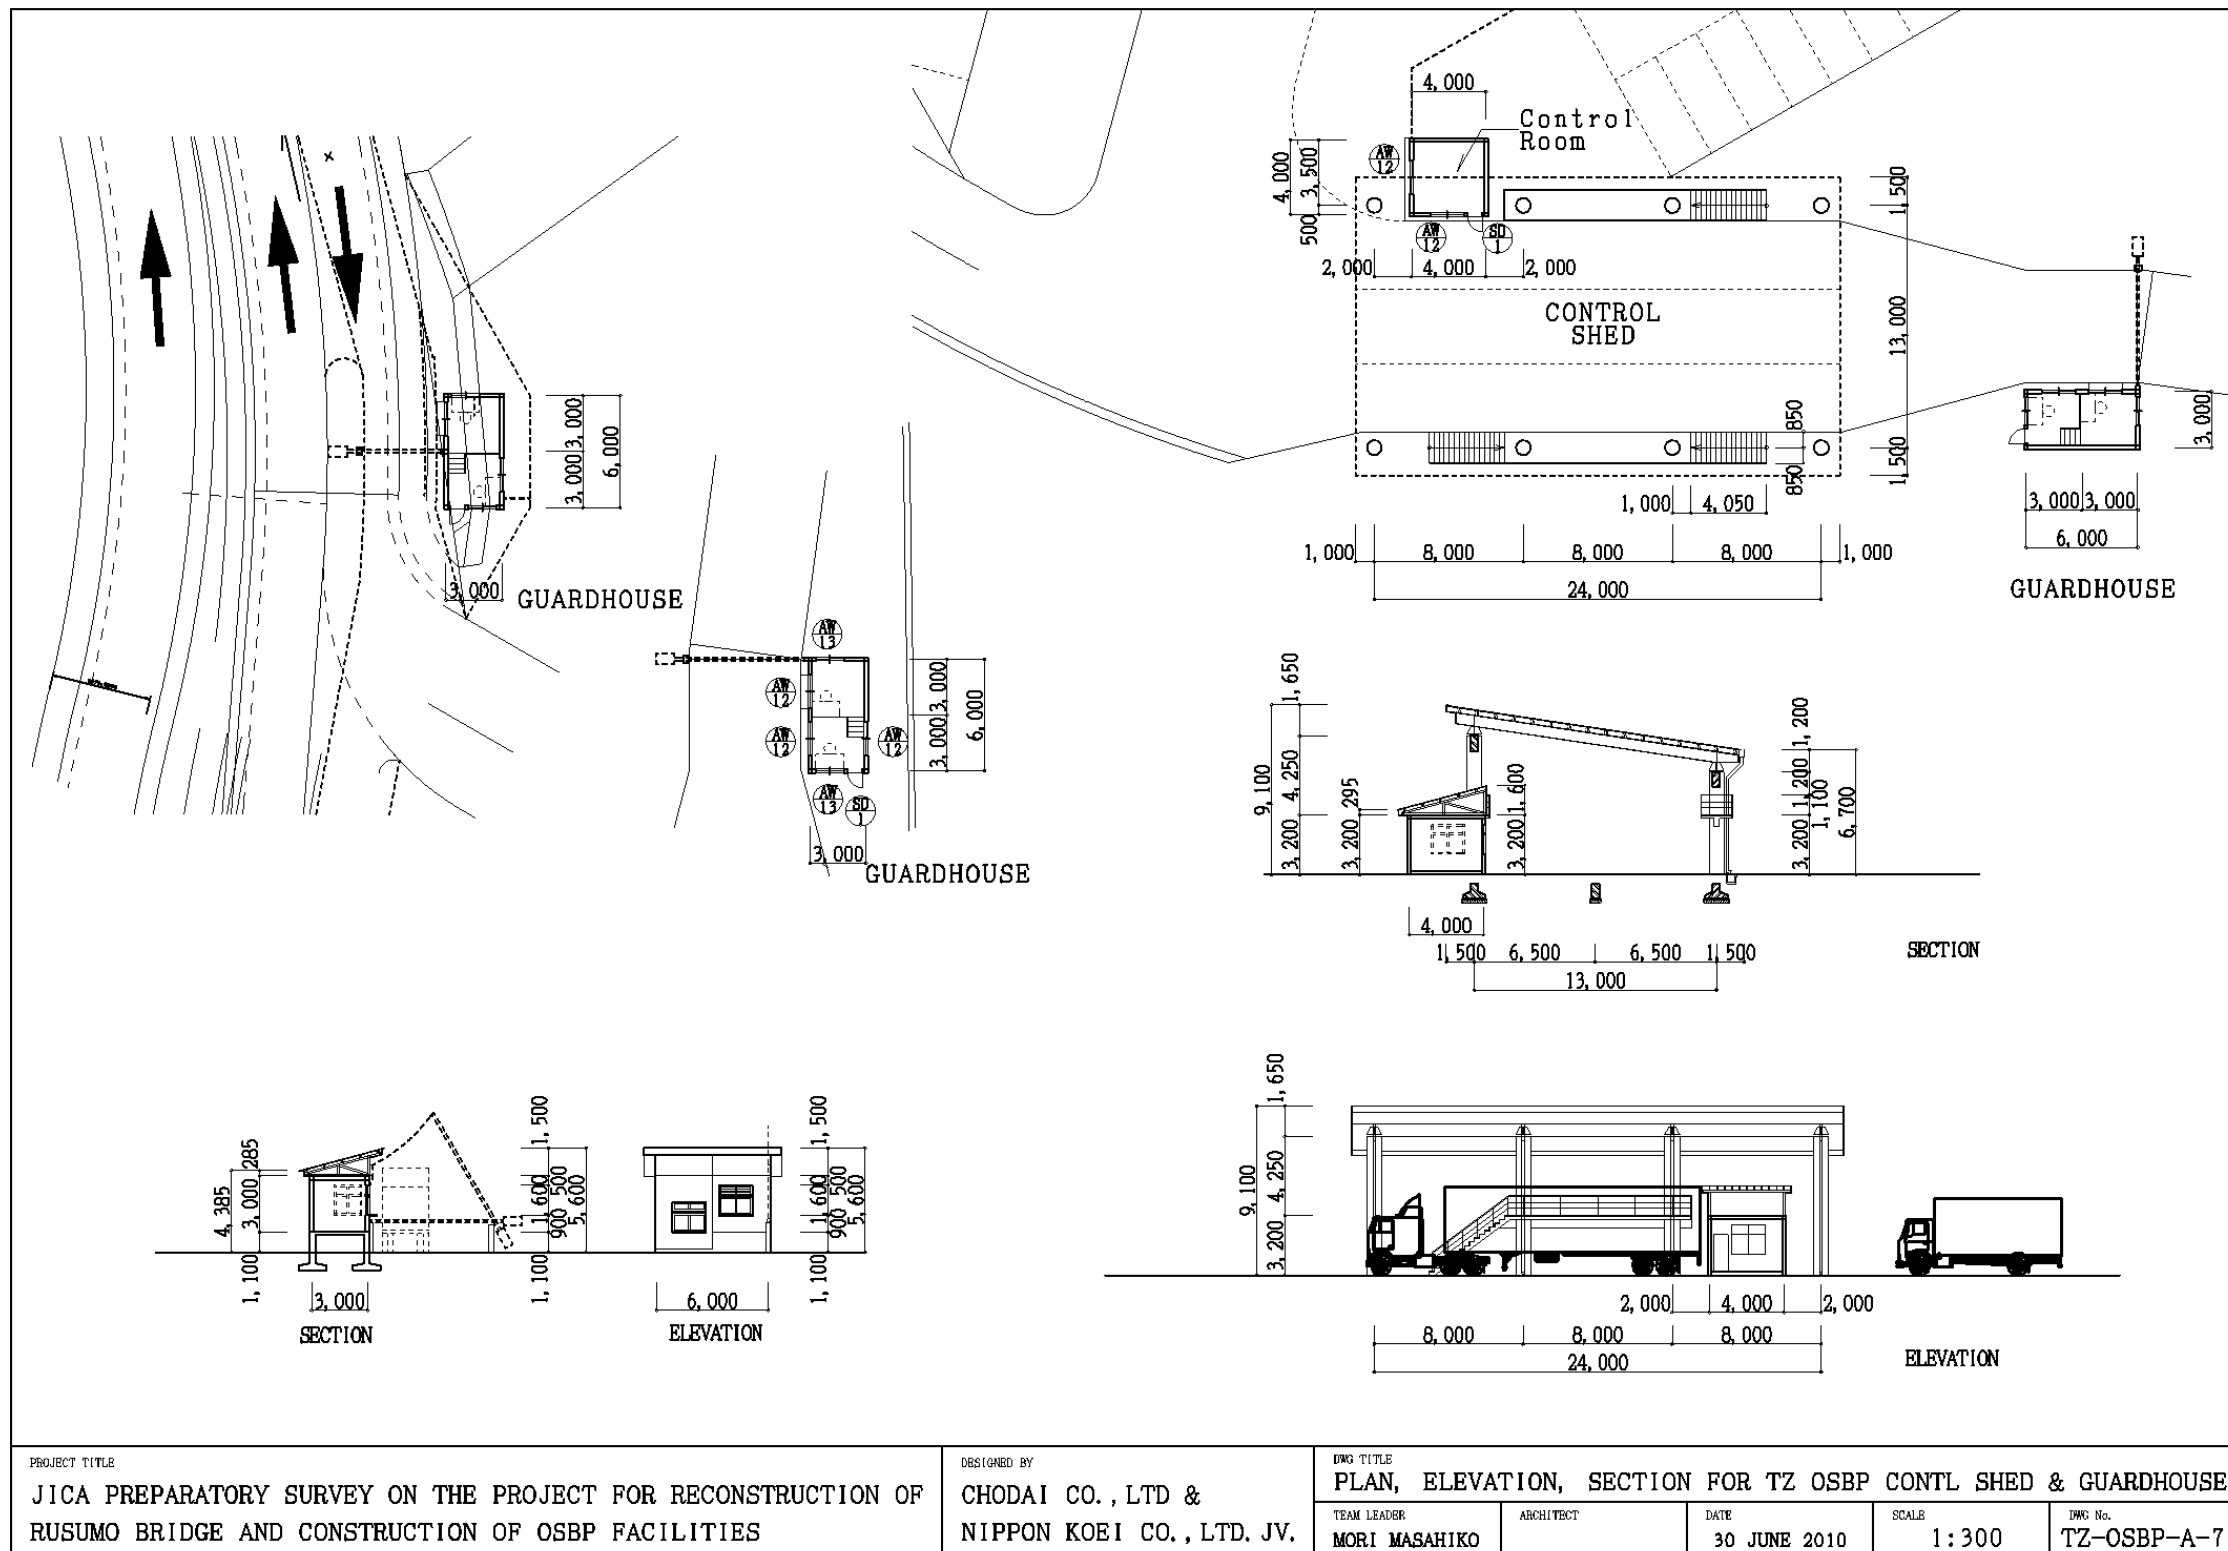 4,000
Control
Room
4,000
3,500
500
AW
12
AW
12
SD
1
2,000
4,000
2,000
1,500
13,000
1,500
CONTROL
SHED
850
850
1,000
4,050
1,000
8,000
8,000
8,000
1,000
24,000
3,000
3,000
3,000
6,000
GUARDHOUSE
3,000
3,000
6,000
3,000
GUARDHOUSE
AW
13
AW
12
AW
12
AW
12
AW
13
SD
1
3,000
3,000
6,000
3,000
GUARDHOUSE
1,650
9,100
4,250
3,200
295
3,200
1,600
3,200
1,200
1,200
1,100
3,200
6,700
4,000
1,500
6,500
6,500
1,500
13,000
SECTION
285
4,385
3,000
1,100
1,500
500
1,600
900
5,600
1,100
3,000
SECTION
1,500
500
1,600
900
5,600
1,100
6,000
ELEVATION
1,650
9,100
4,250
3,200
2,000
4,000
2,000
8,000
8,000
8,000
24,000
ELEVATION
PROJECT TITLE
JICA PREPARATORY SURVEY ON THE PROJECT FOR RECONSTRUCTION OF
RUSUMO BRIDGE AND CONSTRUCTION OF OSBP FACILITIES
DESIGNED BY
CHODAI CO.,LTD &
NIPPON KOEI CO.,LTD. JV.
DWG TITLE
PLAN, ELEVATION, SECTION FOR TZ OSBP CONTL SHED & GUARDHOUSE
TEAM LEADER
MORI MASAHIKO
ARCHITECT
DATE
30 JUNE 2010
SCALE
1:300
DWG No.
TZ-OSBP-A-7